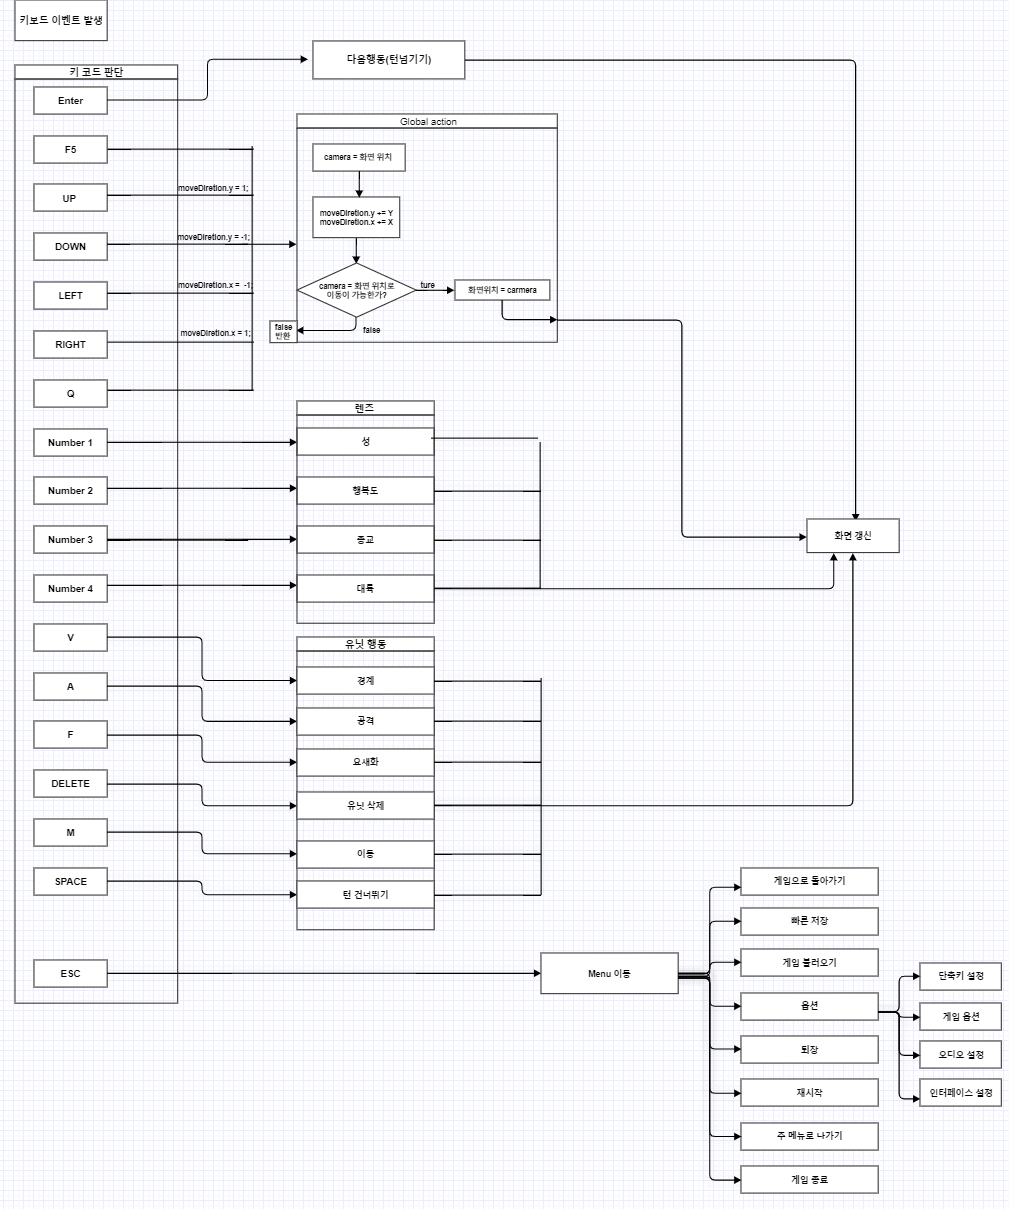 키보드 이벤트 발생
다음행동(턴넘기기)
키 코드 판단
Enter
Global action
F5
camera = 화면 위치
UP
moveDiretion.y = 1;
moveDiretion.y += Y
moveDiretion.x += X
DOWN
moveDiretion.y = -1;
LEFT
moveDiretion.x = -1;
camera = 화면 위치로
이동이 가능한가?
ture
화면위치 = carmera
RIGHT
moveDiretion.x = 1;
false
반환
false
Q
렌즈
Number 1
성
Number 2
행복도
Number 3
종교
화면 갱신
Number 4
대륙
V
유닛 행동
경계
A
공격
F
요새화
DELETE
유닛 삭제
M
이동
SPACE
턴 건너뛰기
ESC
Menu 이동
게임으로 돌아가기
빠른 저장
게임 불러오기
옵션
퇴장
재시작
주 메뉴로 나가기
게임 종료
단축키 설정
게임 옵션
오디오 설정
인터페이스 설정